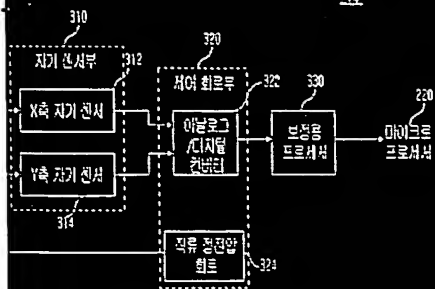 310
320
자기 센서부
312
제어 회로부
322
330
220
X축 자기 센서
아날로그
/디지털
컨버터
보정용
프로세서
마이크로
프로세서
Y축 자기 센서
314
직류 정전압
회로
324